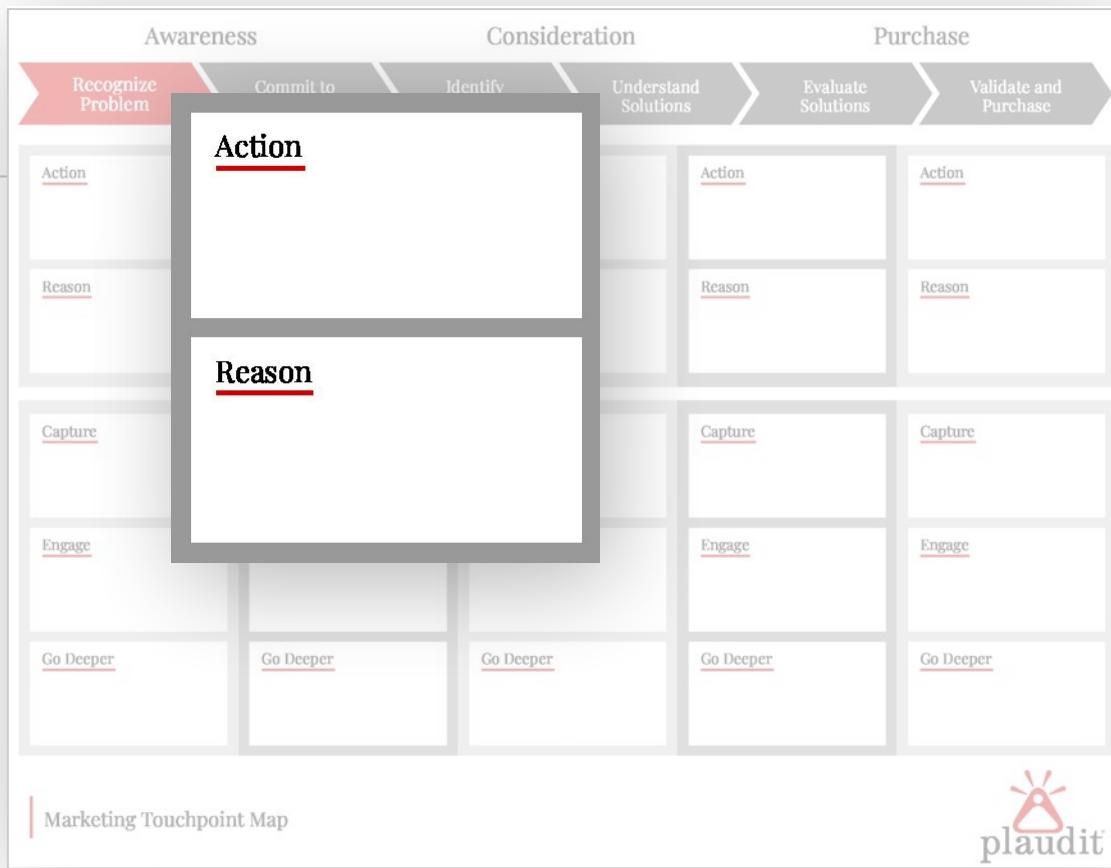 Awareness
Consideration
Purchase
Recognize
Problem
Commit to
Identify
Understand
Solutions
Evaluate
Solutions
Validate and
Purchase
Action
Action
Action
Action
Reason
Reason
Reason
Reason
Capture
Capture
Capture
Engage
Engage
Engage
Go Deeper
Go Deeper
Go Deeper
Go Deeper
Go Deeper
Marketing Touchpoint Map
plaudit